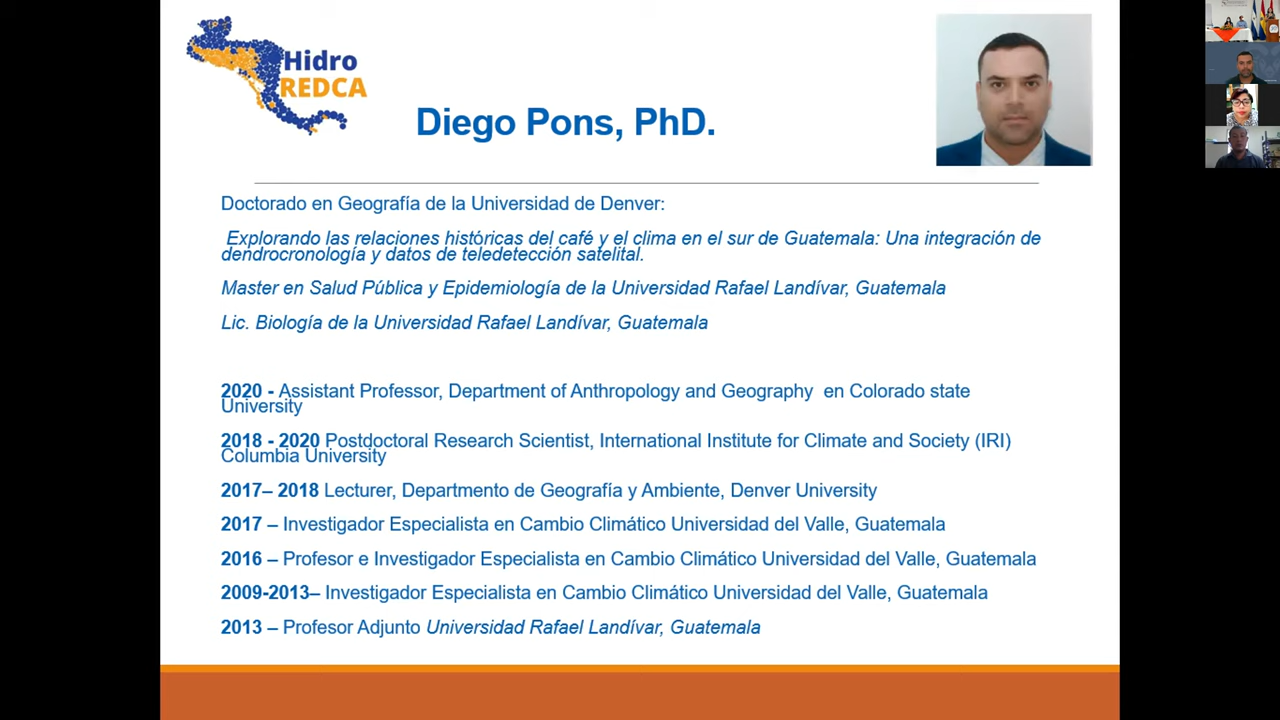 Hidro
REDCA
Diego Pons, PhD.
Doctorado en Geografía de la Universidad de Denver:
Explorando las relaciones históricas del café y el clima en el sur de Guatemala: Una integración de
dendrocronología y datos de teledetección satelital.
Master en Salud Pública y Epidemiología de la Universidad Rafael Landívar, Guatemala
Lic. Biología de la Universidad Rafael Landívar, Guatemala
2020 - Assistant Professor, Department of Anthropology and Geography en Colorado state
University
2018 - 2020 Postdoctoral Research Scientist, International Institute for Climate and Society (IRI)
Columbia University
2017– 2018 Lecturer, Departmento de Geografía y Ambiente, Denver University
2017 – Investigador Especialista en Cambio Climático Universidad del Valle, Guatemala
2016 – Profesor e Investigador Especialista en Cambio Climático Universidad del Valle, Guatemala
2009-2013– Investigador Especialista en Cambio Climático Universidad del Valle, Guatemala
2013 – Profesor Adjunto Universidad Rafael Landívar, Guatemala